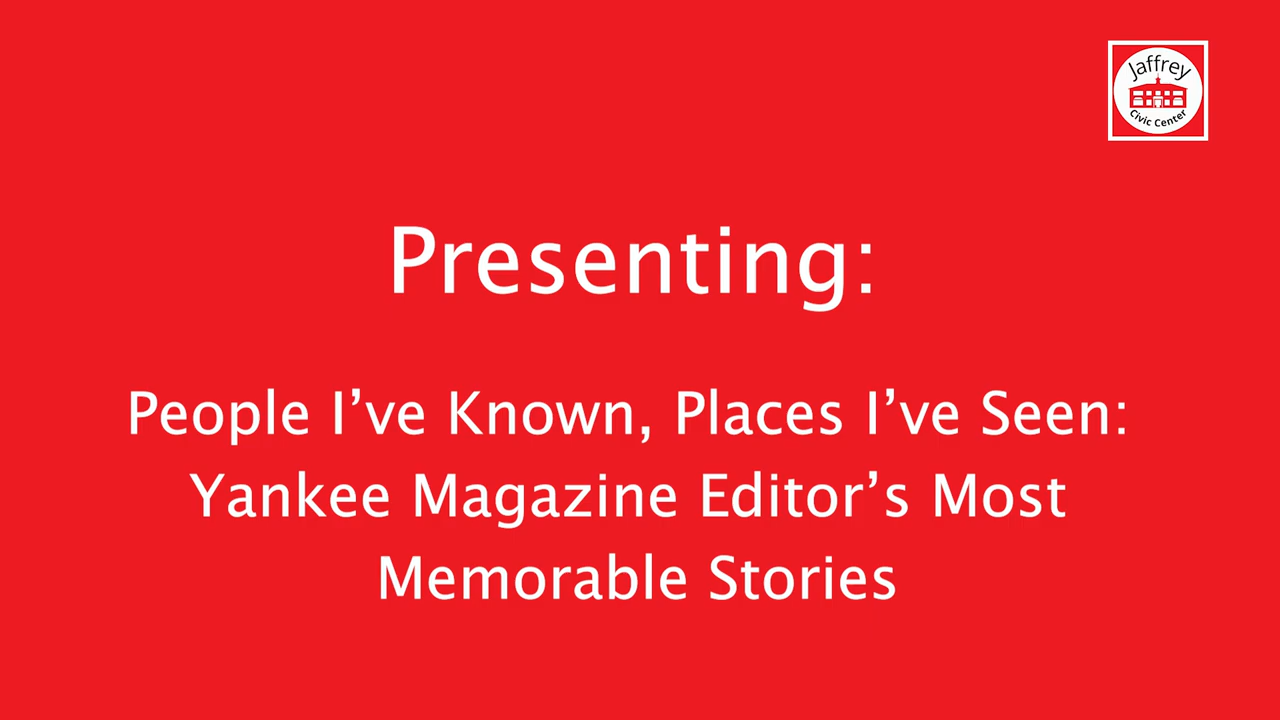 Jaffrey
Civic Center
Presenting:
People I’ve Known, Places I’ve Seen:
Yankee Magazine Editor’s Most
Memorable Stories